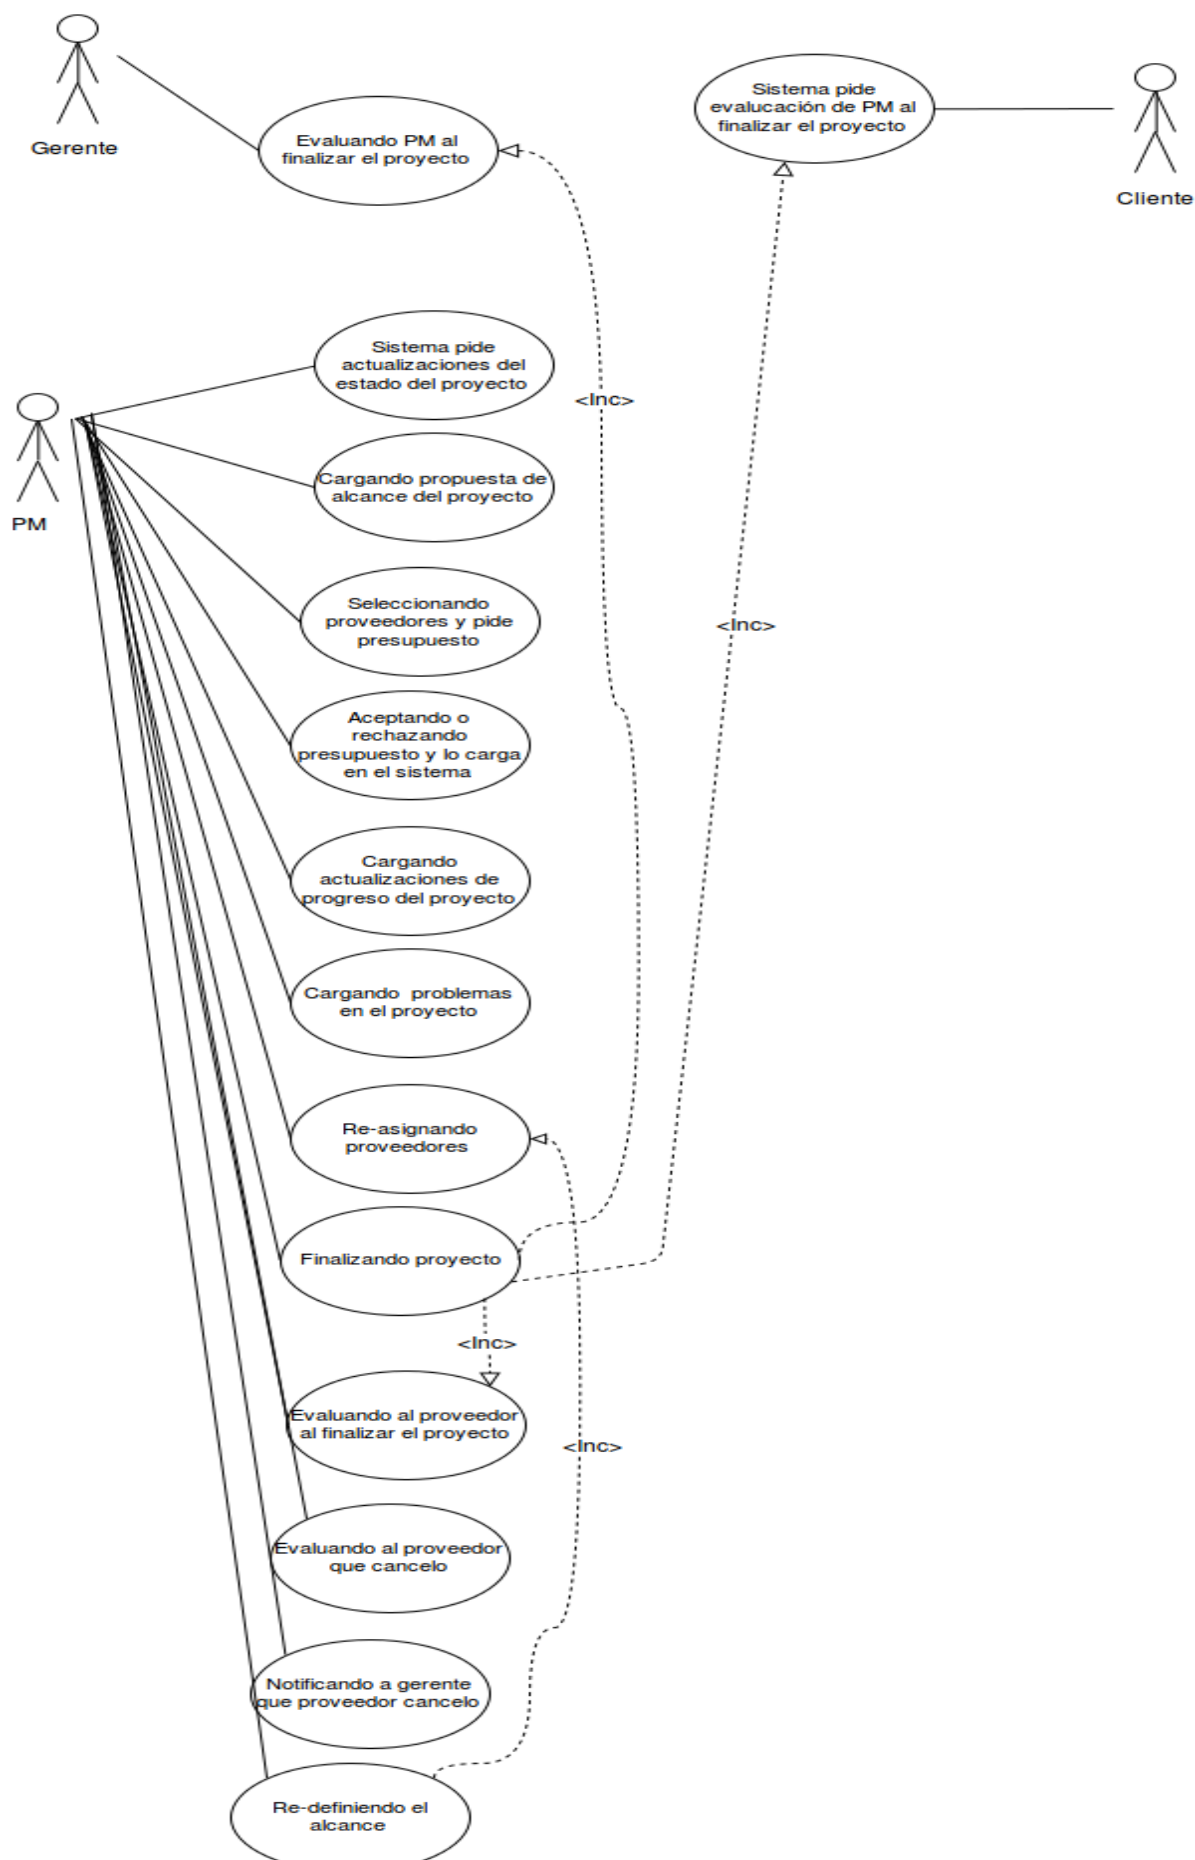 Gerente
Evaluando PM al
finalizar el proyecto
Sistema pide
evalucación de PM al
finalizar el proyecto
Cliente
Sistema pide
actualizaciones del
estado del proyecto
<Inc>
PM
Cargando propuesta de
alcance del proyecto
Seleccionando
proveedores y pide
presupuesto
<Inc>
Aceptando o
rechazando
presupuesto y lo carga
en el sistema
Cargando
actualizaciones de
progreso del proyecto
Cargando  problemas
en el proyecto
Re-asignando
proveedores
Finalizando proyecto
<Inc>
Evaluando al proveedor
al finalizar el proyecto
<Inc>
Evaluando al proveedor
que cancelo
Notificando a gerente
que proveedor cancelo
Re-definiendo el
alcance